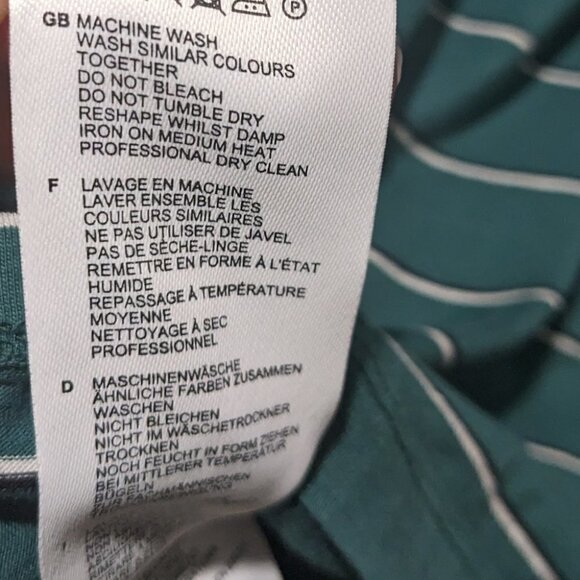 P
GB MACHINE WASH
WASH SIMILAR COLOURS
TOGETHER
DO NOT BLEACH
DO NOT TUMBLE DRY
RESHAPE WHILST DAMP
IRON ON MEDIUM HEAT
PROFESSIONAL DRY CLEAN
F LAVAGE EN MACHINE
LAVER ENSEMBLE LES
COULEURS SIMILAIRES
NE PAS UTILISER DE JAVEL
PAS DE SÈCHE-LINGE
REMETTRE EN FORME À L'ÉTAT
HUMIDE
REPASSAGE À TEMPÉRATURE
MOYENNE
NETTOYAGE À SEC
PROFESSIONNEL
D MASCHINENWÄSCHE
ÄHNLICHE FARBEN ZUSAMMEN
WASCHEN
NICHT BLEICHEN
NICHT IM WÄSCHETROCKNER
TROCKNEN
NOCH FEUCHT IN FORM ZIEHEN
BEI MITTLERER TEMPERATUR
BÜGELN